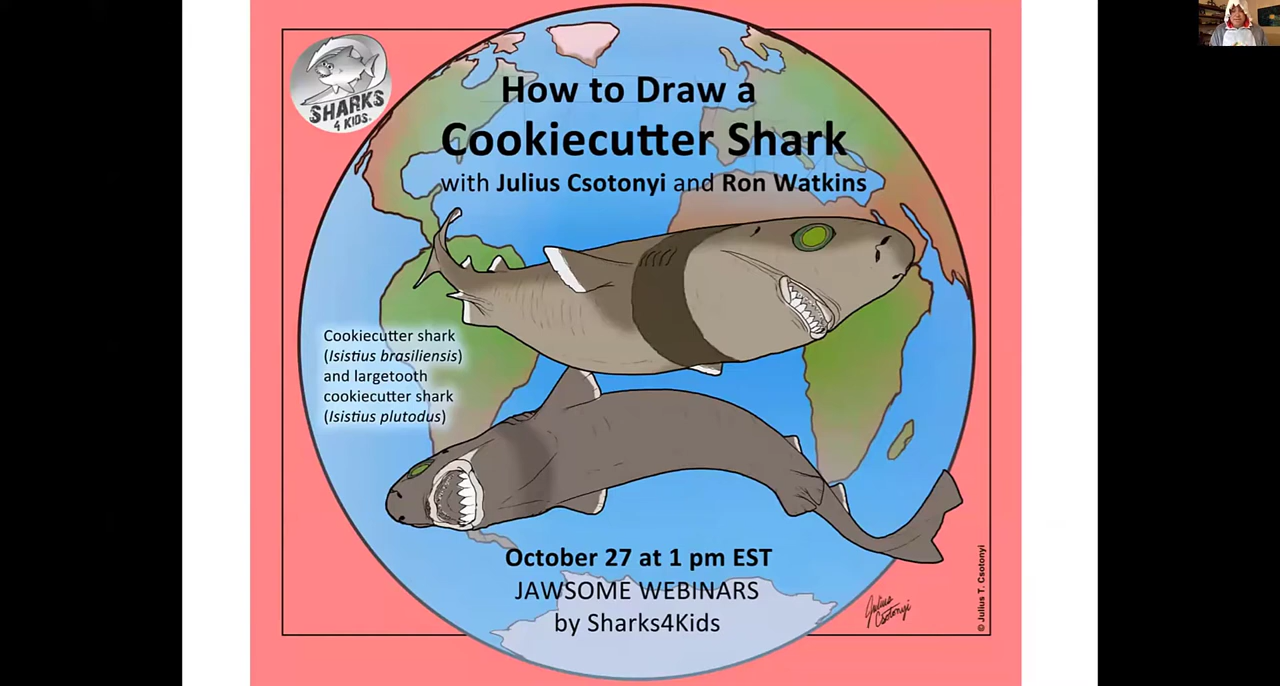 SHARKS
4 KIDS
How to Draw a
Cookiecutter Shark
with Julius Csotonyi and Ron Watkins
Cookiecutter shark
(Isistius brasiliensis)
and largetooth
cookiecutter shark
(Isistius plutodus)
October 27 at 1 pm EST
JAWSOME WEBINARS
by Sharks4Kids
Julius
Csotonyi
© Julius T. Csotonyi